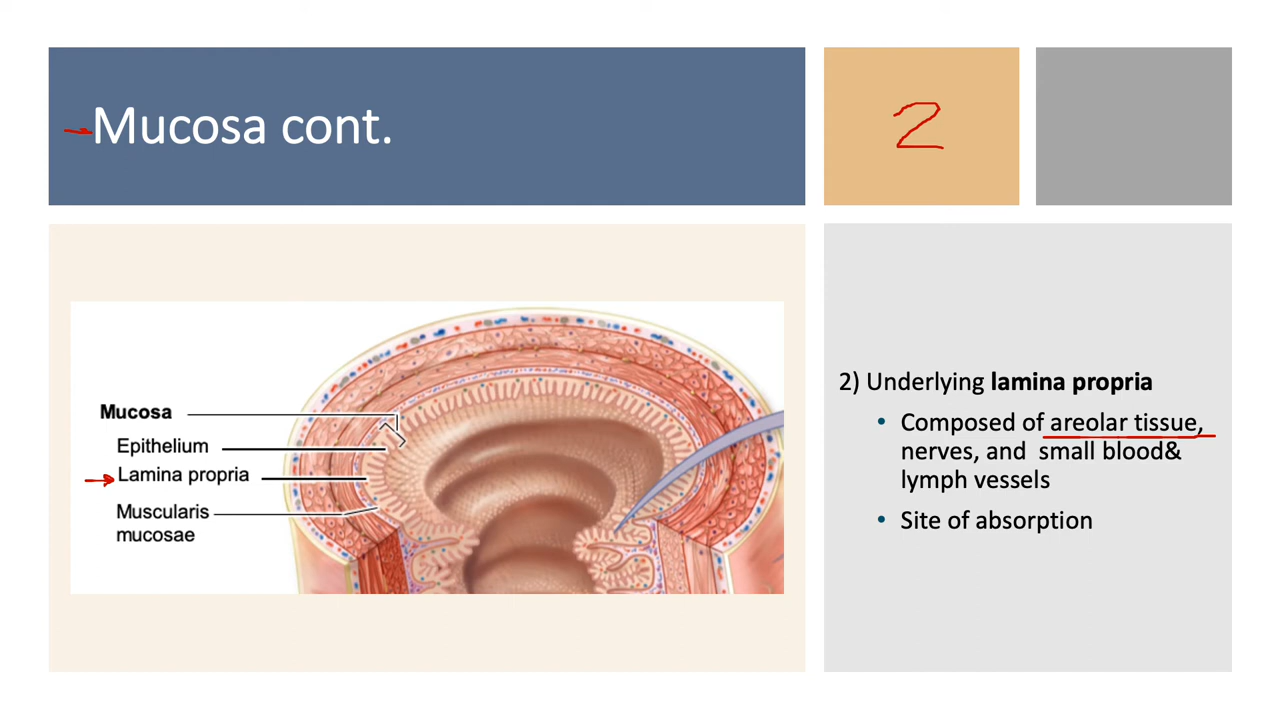 Mucosa cont.
2
Mucosa
Epithelium
Lamina propria
Muscularis
mucosae
2) Underlying lamina propria
• Composed of areolar tissue,
nerves, and small blood&
lymph vessels
• Site of absorption